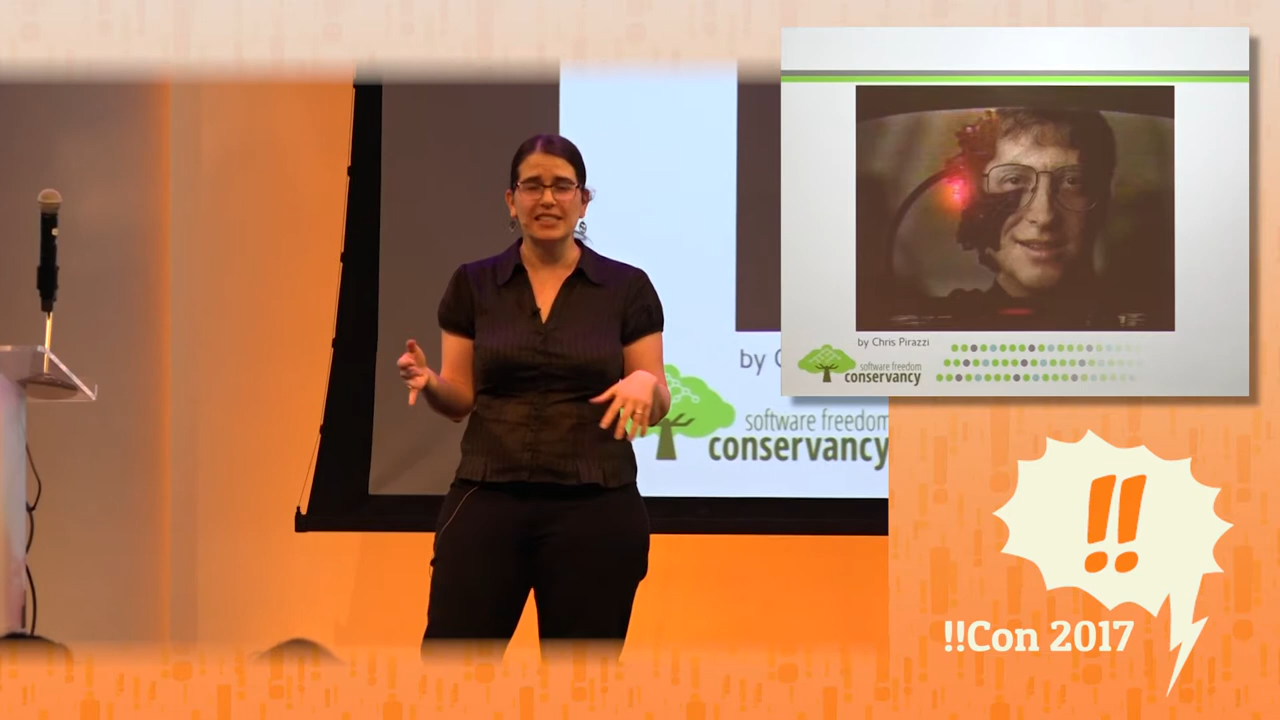 by Chris Pirazzi
software freedom
conservancy
by C
software freedom
conservancy
!!
!!Con 2017